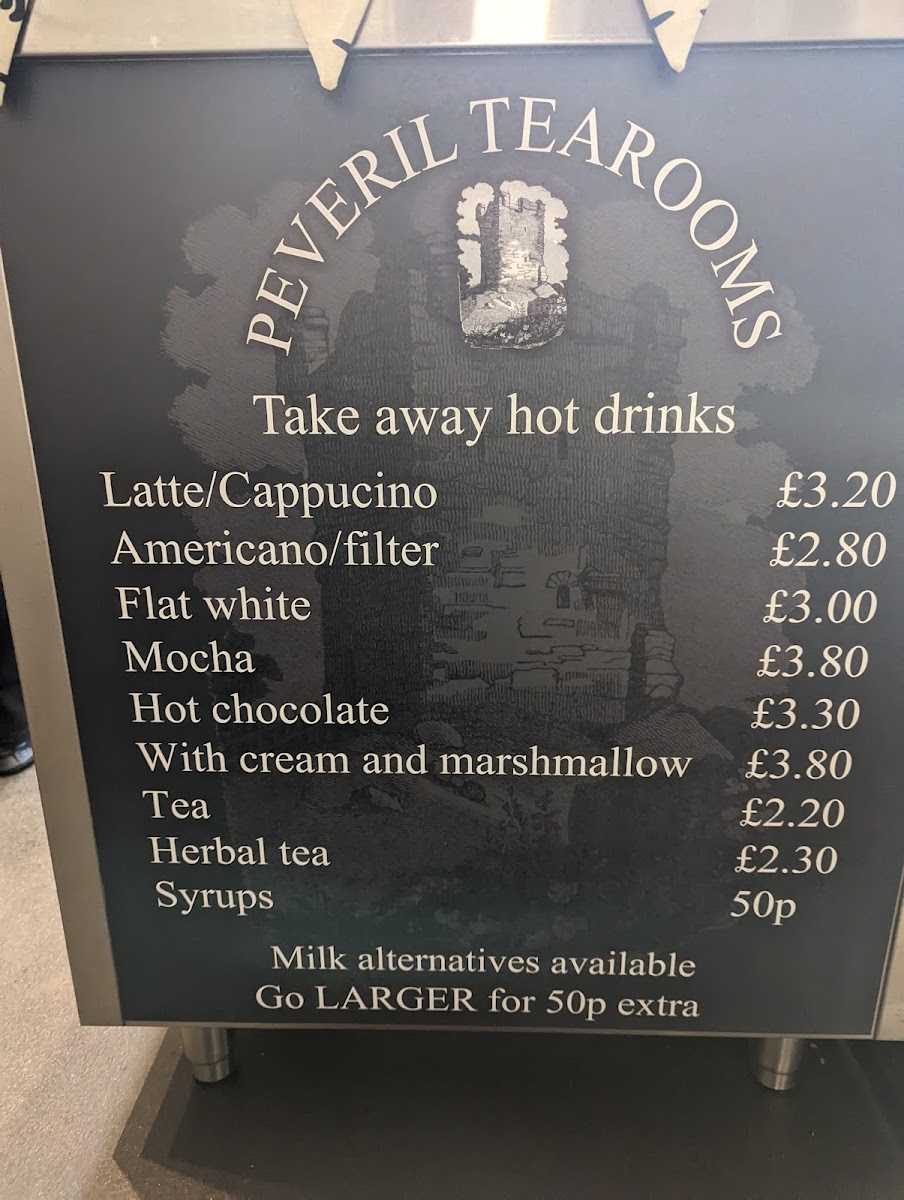 PEVERIL TEAROOMS
Take away hot drinks
Latte/Cappucino £3.20
Americano/filter £2.80
Flat white £3.00
Mocha £3.80
Hot chocolate £3.30
With cream and marshmallow £3.80
Tea £2.20
Herbal tea £2.30
Syrups 50p
Milk alternatives available
Go LARGER for 50p extra